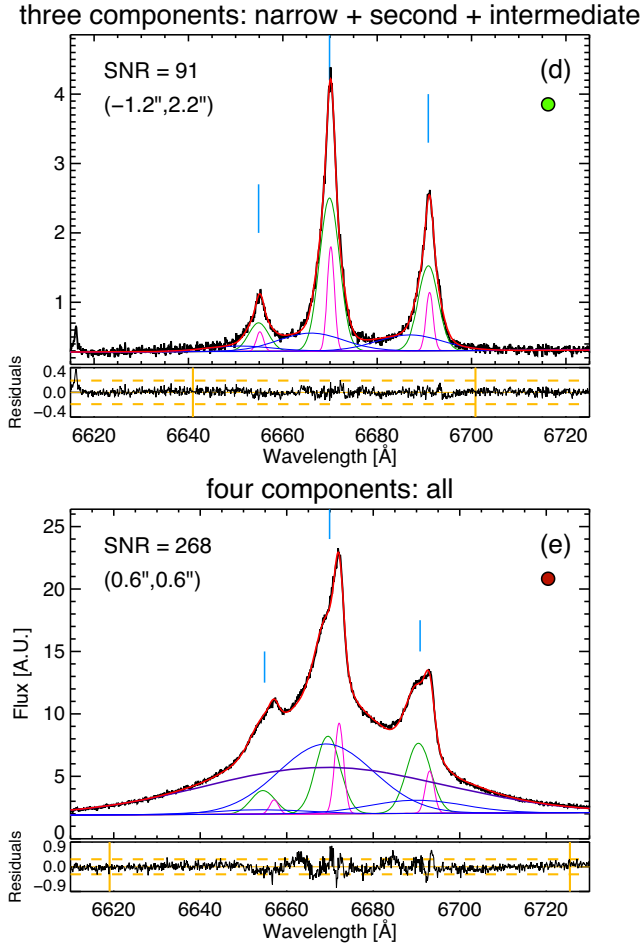 three components: narrow + second + intermediate
SNR = 91
(d)
(−1.2",2.2")
4
3
2
1
0.4
0.0
−0.4
Residuals
6620 6640 6660 6680 6700 6720
Wavelength [Å]
four components: all
25
SNR = 268
(e)
(0.6",0.6")
20
15
10
5
0
Flux [A.U.]
0.9
0.0
−0.9
Residuals
6620 6640 6660 6680 6700 6720
Wavelength [Å]